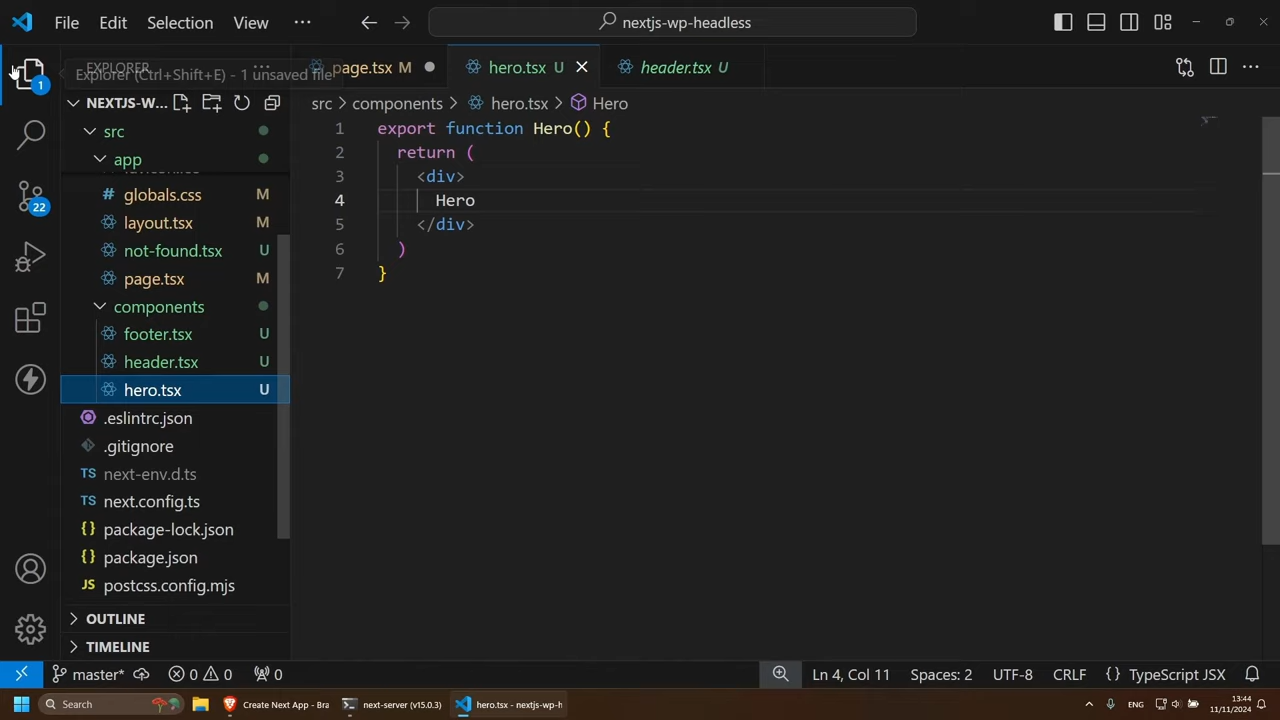 File Edit Selection View ··· nextjs-wp-headless
EXPLORER ···
Explorer (Ctrl+Shift+E) - 1 unsaved file
page.tsx M
hero.tsx U
header.tsx U
1
NEXTJS-W...
src > components > hero.tsx > Hero
src
app
# globals.css M
layout.tsx M
not-found.tsx U
page.tsx M
components
footer.tsx U
header.tsx U
hero.tsx U
.eslintrc.json
.gitignore
TS next-env.d.ts
TS next.config.ts
{} package-lock.json
{} package.json
JS postcss.config.mjs
OUTLINE
TIMELINE
22
1 export function Hero() {
2 return (
3 <div>
4 Hero
5 </div>
6 )
7 }
master* 0 0 0 Ln 4, Col 11 Spaces: 2 UTF-8 CRLF {} TypeScript JSX
Search Create New App - Bra next-server (v15.0.3) hero.tsx - nextjs-wp-h ENG 13:44
11/11/2024